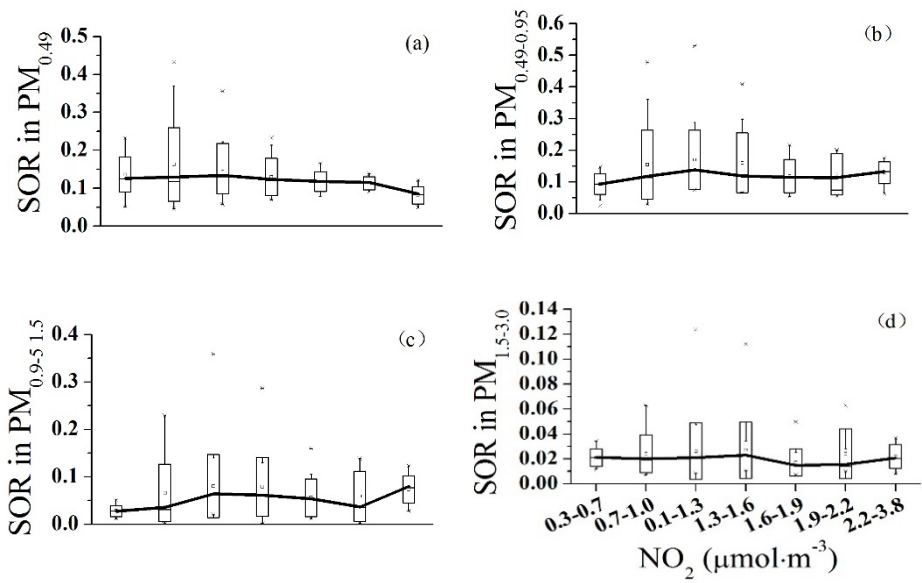 (a)
SOR in PM0.49
0.5
0.4
0.3
0.2
0.1
0.0
(b)
SOR in PM0.49-0.95
0.6
0.5
0.4
0.3
0.2
0.1
0.0
(c)
SOR in PM0.9-5 1.5
0.4
0.3
0.2
0.1
0.0
(d)
SOR in PM1.5-3.0
0.14
0.12
0.10
0.08
0.06
0.04
0.02
0.00
0.3-0.7 0.7-1.0 0.1-1.3 1.3-1.6 1.6-1.9 1.9-2.2 2.2-3.8
NO2 (μmol·m-3)